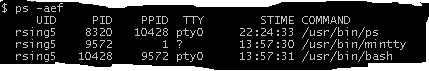 $ ps -aef
UID PID PPID TTY STIME COMMAND
rsing5 8320 10428 pty0 22:24:33 /usr/bin/ps
rsing5 9572 1 ? 13:57:30 /usr/bin/mintty
rsing5 10428 9572 pty0 13:57:31 /usr/bin/bash